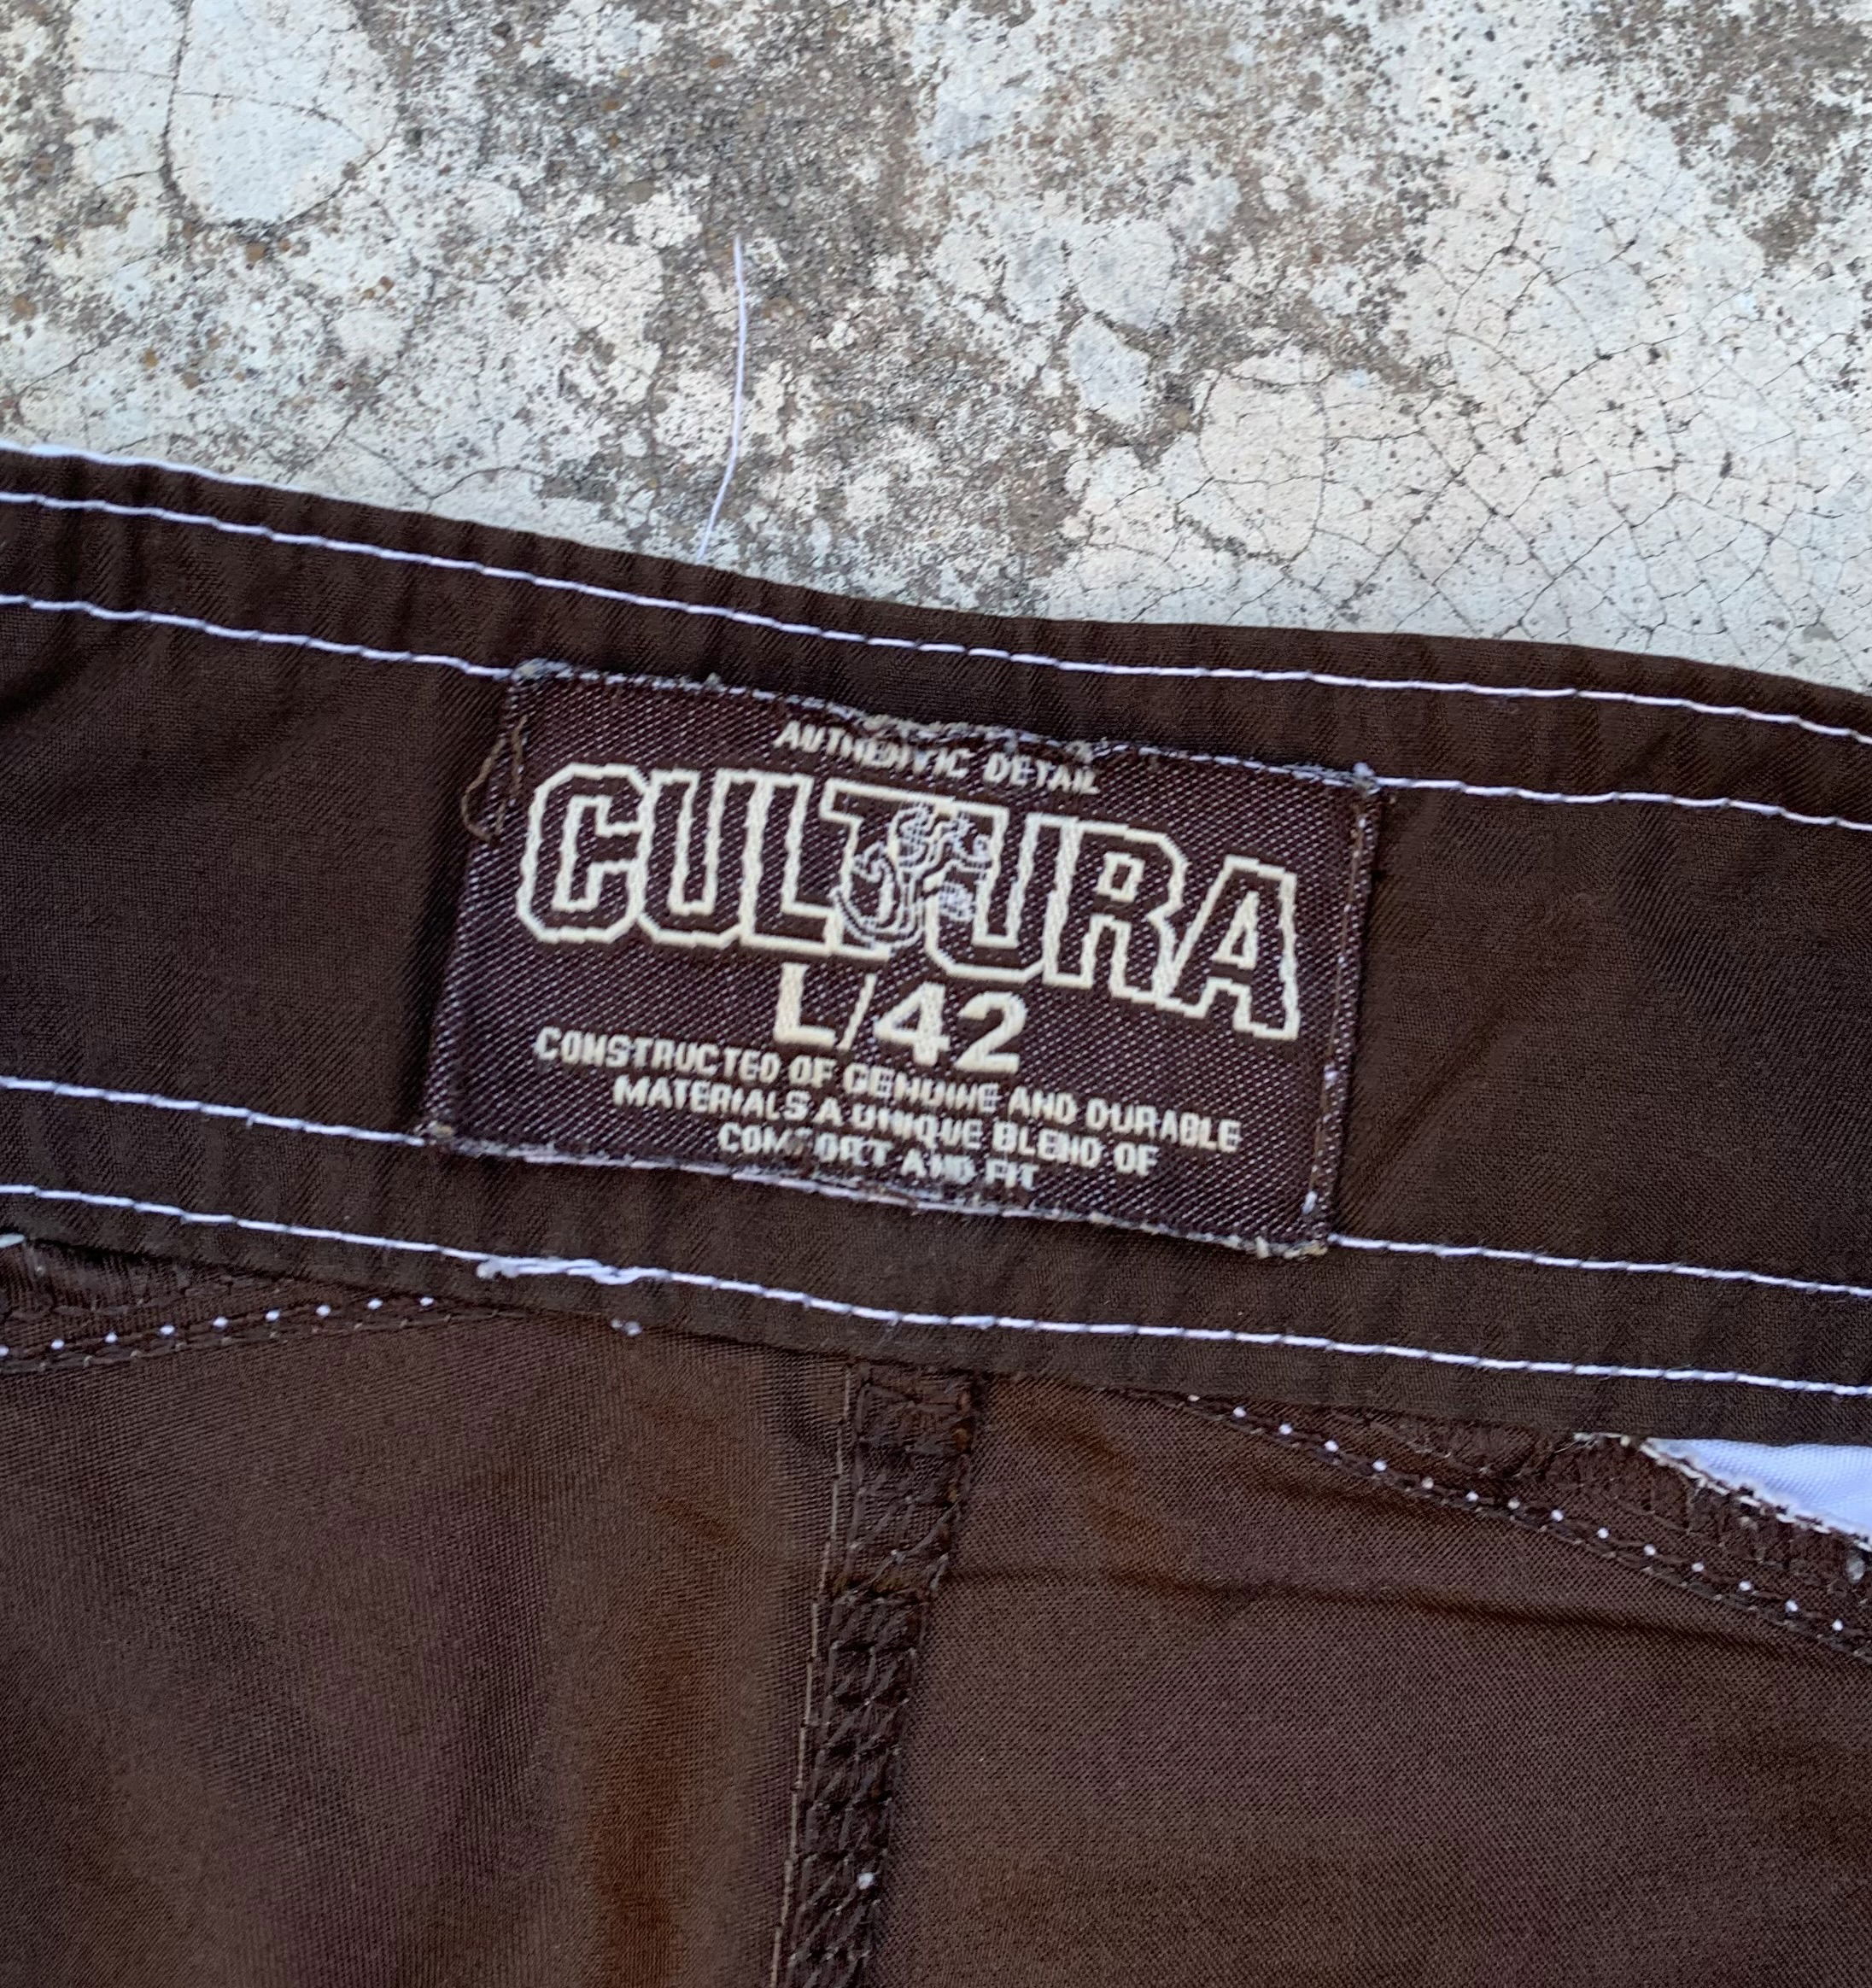 AUTHENTIC DETAIL
CULTURA
L/42
CONSTRUCTED OF GENUINE AND DURABLE
MATERIALS A UNIQUE BLEND OF
COMFORT AND FIT